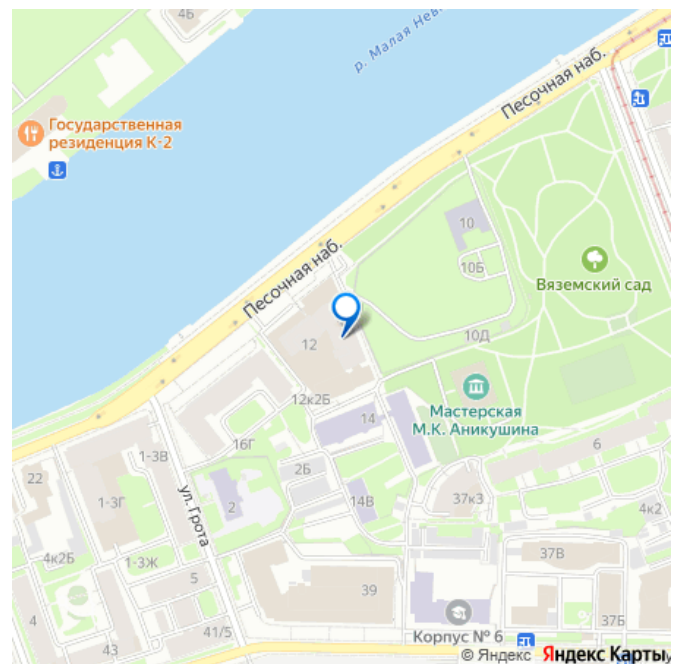 4Б
р. Малая Нев
Песочная наб.
Государственная
резиденция К-2
10
10Б
Вяземский сад
Песочная наб.
12
10Д
Мастерская
М.К. Аникушина
12к2Б
14
16Г
6
1-3В
22
2Б
1-3Г
ул. Грота
2
14В
37к3
4к2
4к2Б
1-3Ж
5
39
37В
4
43
41/5
Корпус № 6
37Б
© Яндекс Яндекс Карты